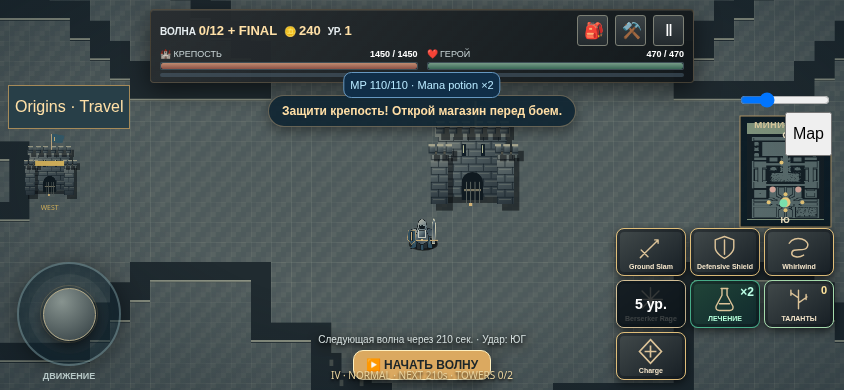 ВОЛНА 0/12 + FINAL 240 УР. 1
КРЕПОСТЬ 1450 / 1450 ГЕРОЙ 470 / 470
MP 110/110 · Mana potion ×2
Защити крепость! Открой магазин перед боем.
Origins · Travel
WEST
Map
Ю
Ground Slam Defensive Shield Whirlwind
5 ур.
Berserker Rage
×2
ЛЕЧЕНИЕ
0
ТАЛАНТЫ
Charge
ДВИЖЕНИЕ
Следующая волна через 210 сек. · Удар: ЮГ
НАЧАТЬ ВОЛНУ
IV · NORMAL · NEXT 210s · TOWERS 0/2